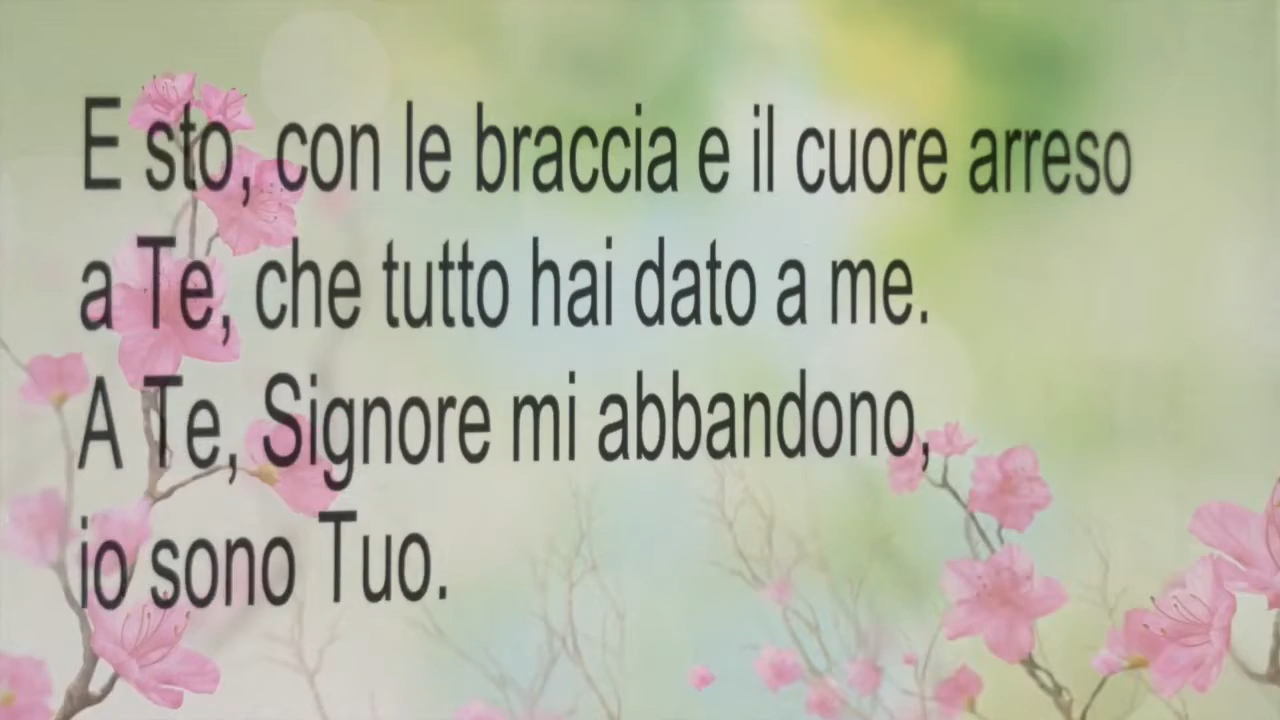 E sto, con le braccia e il cuore arreso
a Te, che tutto hai dato a me.
A Te, Signore mi abbandono,
io sono Tuo.